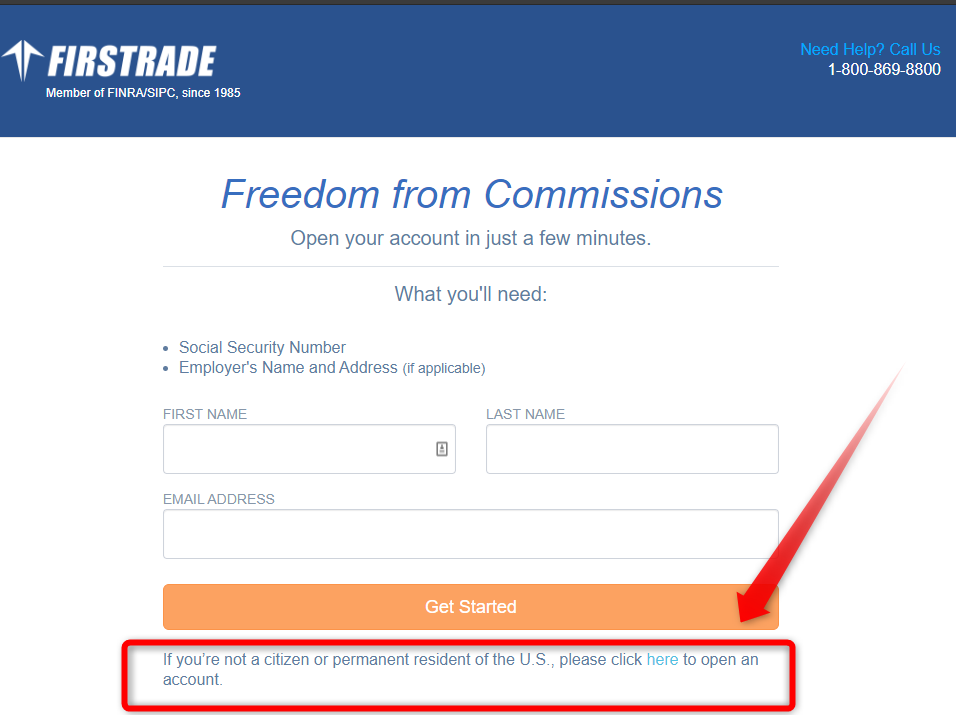 FIRSTRADE
Member of FINRA/SIPC, since 1985
Need Help? Call Us
1-800-869-8800
Freedom from Commissions
Open your account in just a few minutes.
What you'll need:
Social Security Number
Employer's Name and Address (if applicable)
FIRST NAME
LAST NAME
EMAIL ADDRESS
Get Started
If you’re not a citizen or permanent resident of the U.S., please click here to open an
account.